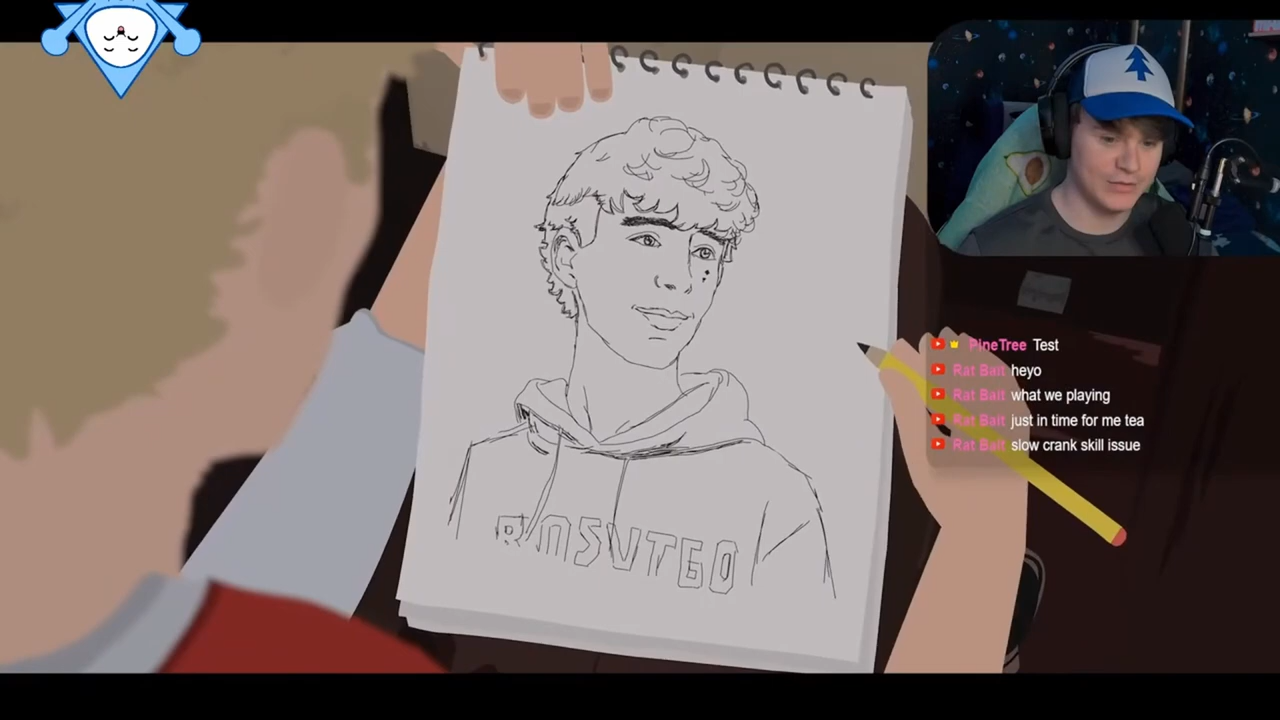 PineTree Test
Rat Bait heyo
Rat Bait what we playing
Rat Bait just in time for me tea
Rat Bait slow crank skill issue